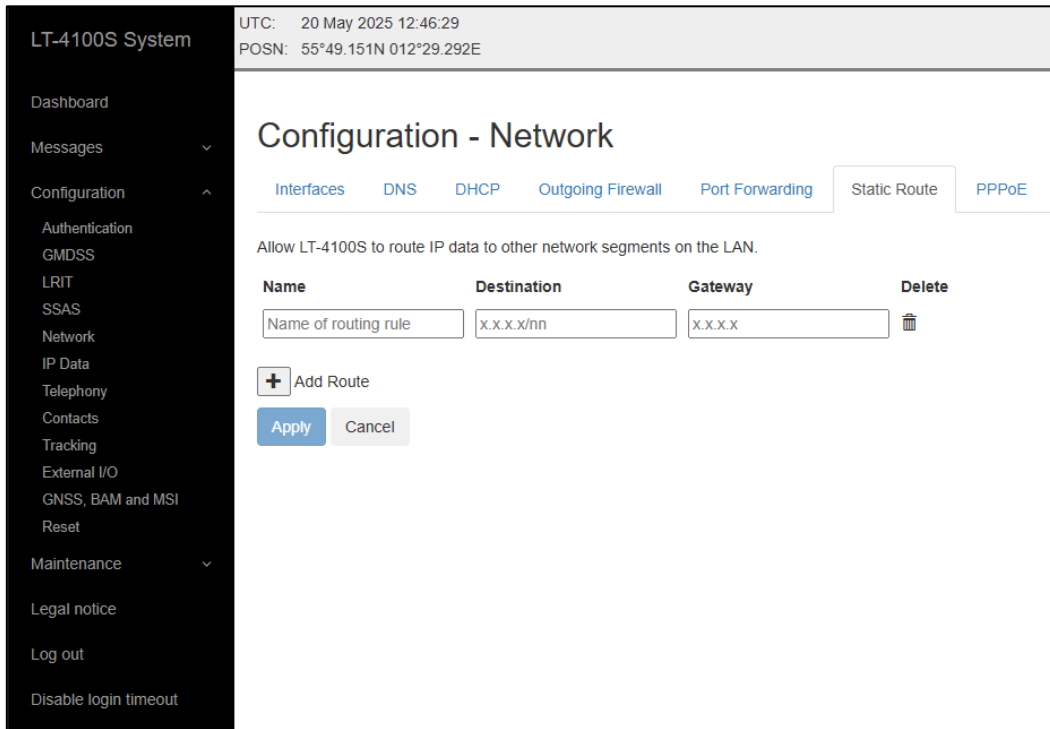 LT-4100S System
Dashboard
Messages
Configuration
Authentication
GMDSS
LRIT
SSAS
Network
IP Data
Telephony
Contacts
Tracking
External I/O
GNSS, BAM and MSI
Reset
Maintenance
Legal notice
Log out
Disable login timeout
UTC: 20 May 2025 12:46:29
POSN: 55°49.151N 012°29.292E
Configuration - Network
Interfaces DNS DHCP Outgoing Firewall Port Forwarding Static Route PPPoE
Allow LT-4100S to route IP data to other network segments on the LAN.
Name Destination Gateway Delete
Name of routing rule x.x.x.x/nn x.x.x.x
Add Route
Apply Cancel